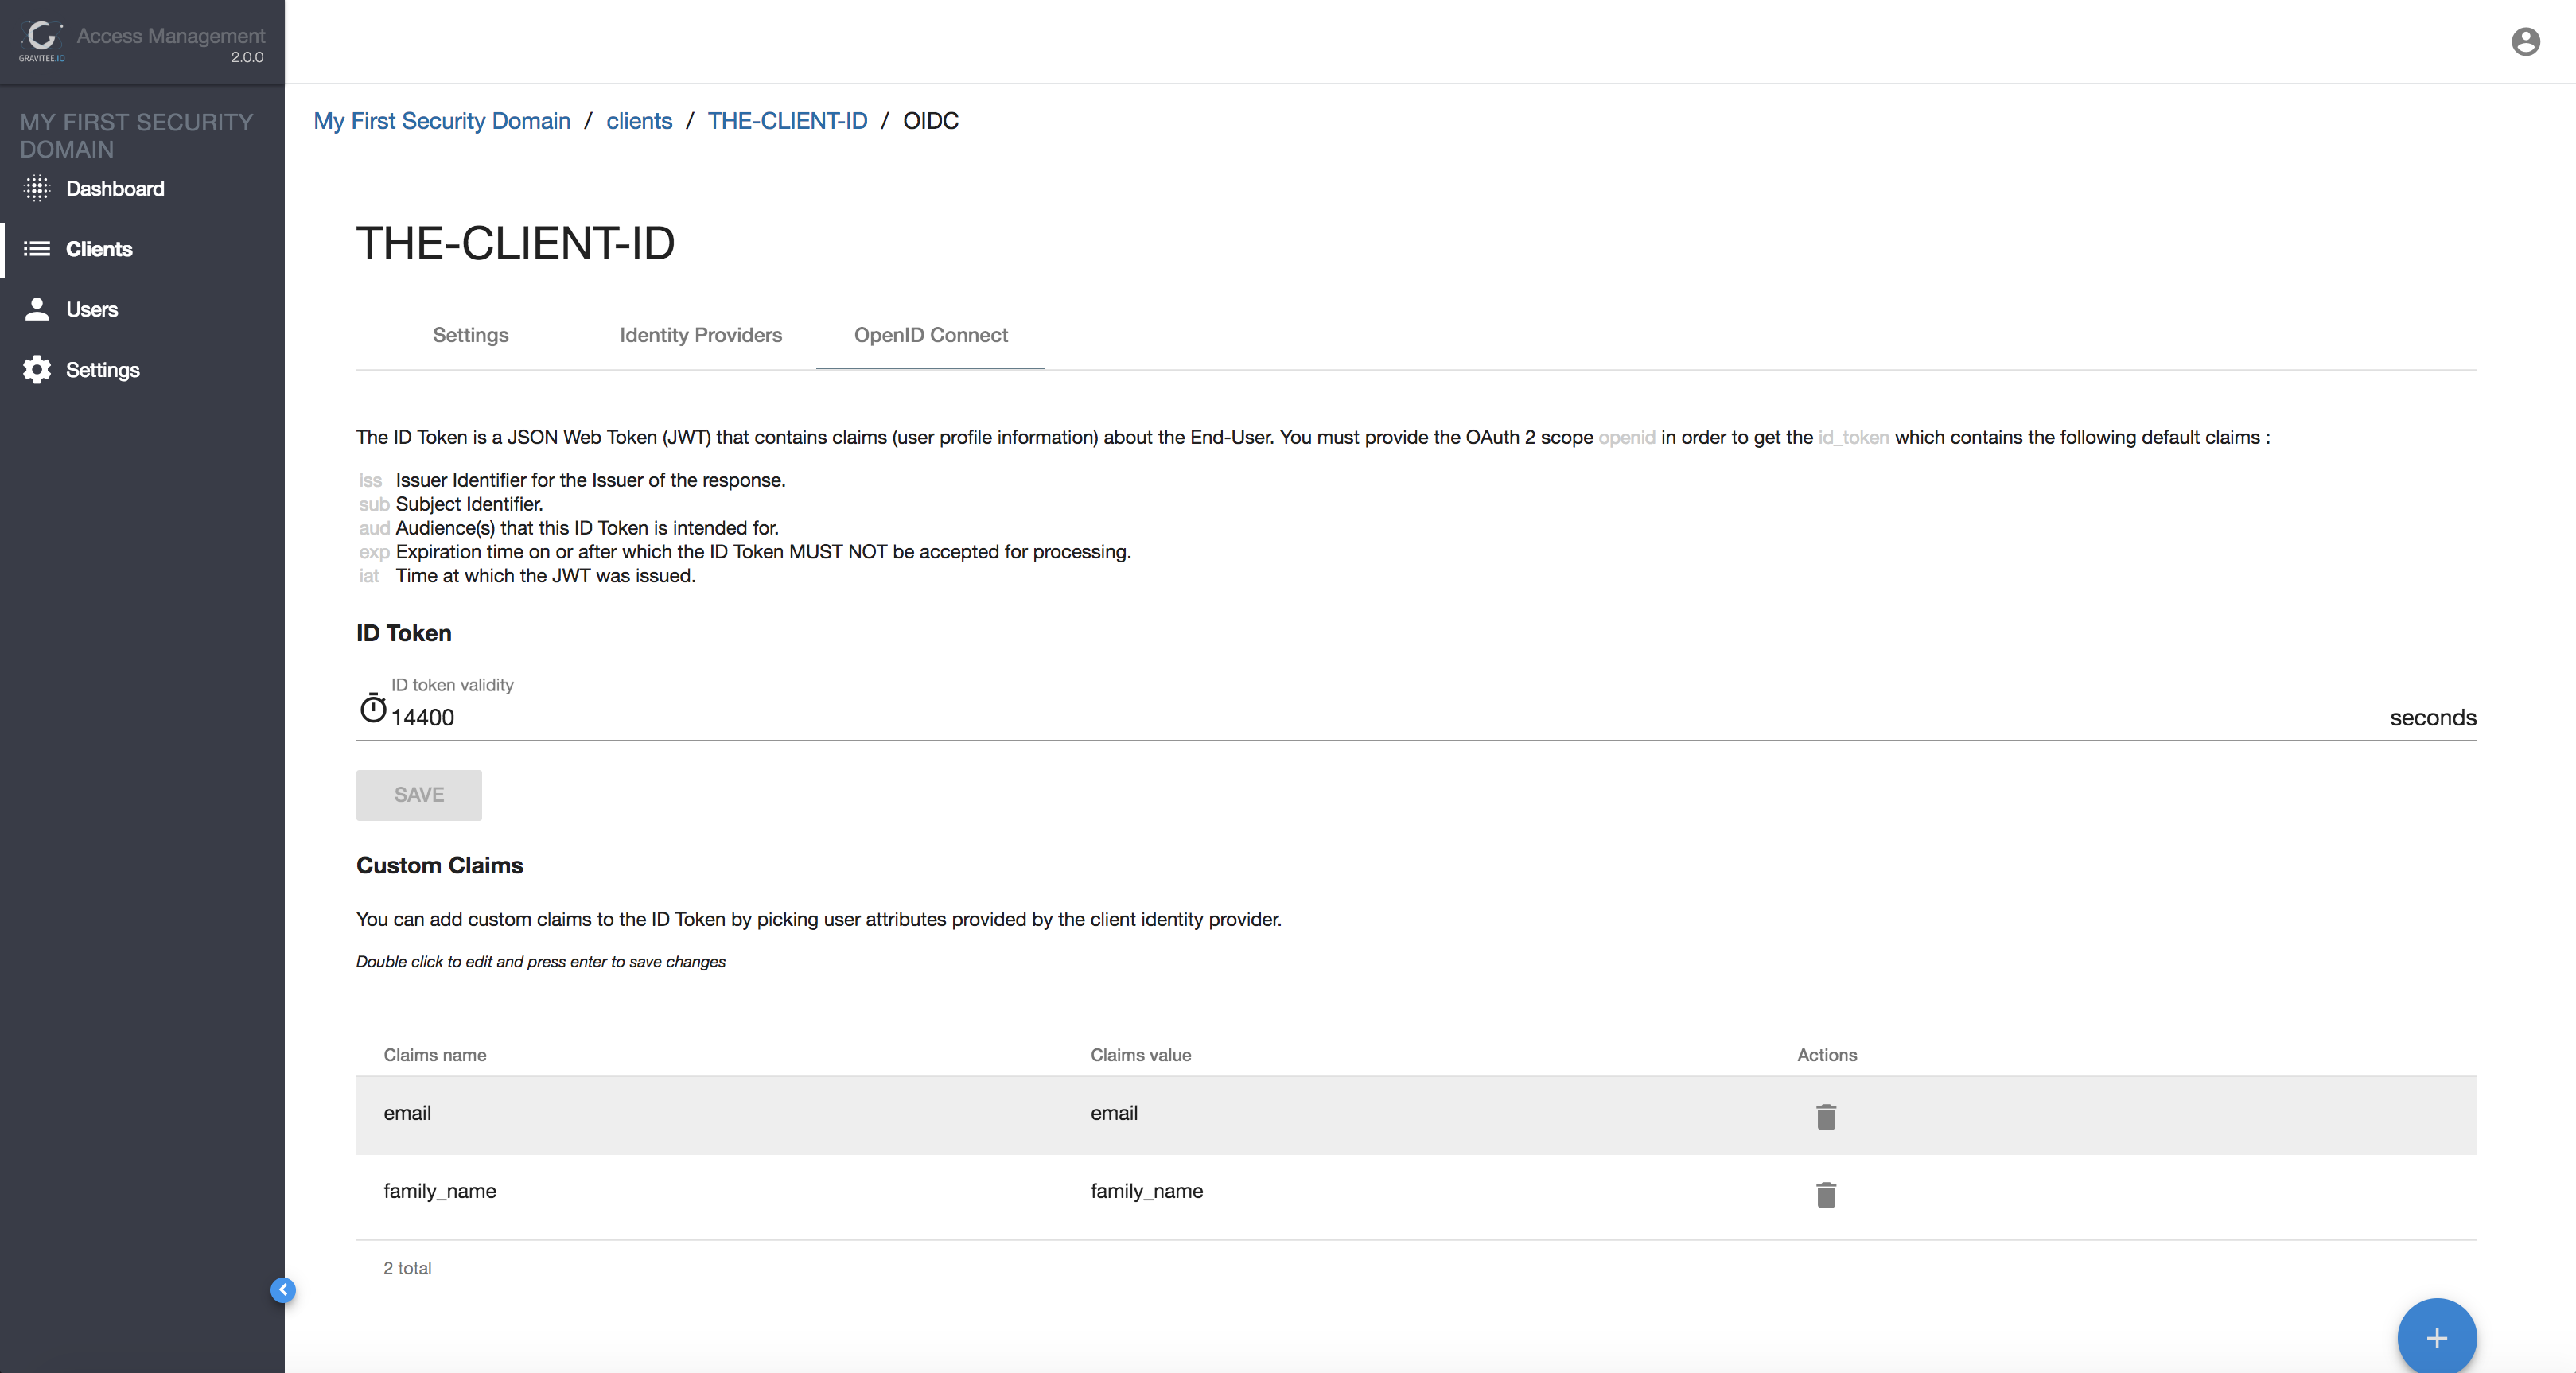 Access Management
GRAVITEE.IO
2.0.0
MY FIRST SECURITY
DOMAIN
Dashboard
Clients
Users
Settings
My First Security Domain / clients / THE-CLIENT-ID / OIDC
THE-CLIENT-ID
Settings Identity Providers OpenID Connect
The ID Token is a JSON Web Token (JWT) that contains claims (user profile information) about the End-User. You must provide the OAuth 2 scope openid in order to get the id_token which contains the following default claims :
iss Issuer Identifier for the Issuer of the response.
sub Subject Identifier.
aud Audience(s) that this ID Token is intended for.
exp Expiration time on or after which the ID Token MUST NOT be accepted for processing.
iat Time at which the JWT was issued.
ID Token
ID token validity
14400 seconds
SAVE
Custom Claims
You can add custom claims to the ID Token by picking user attributes provided by the client identity provider.
Double click to edit and press enter to save changes
Claims name Claims value Actions
email email
family_name family_name
2 total